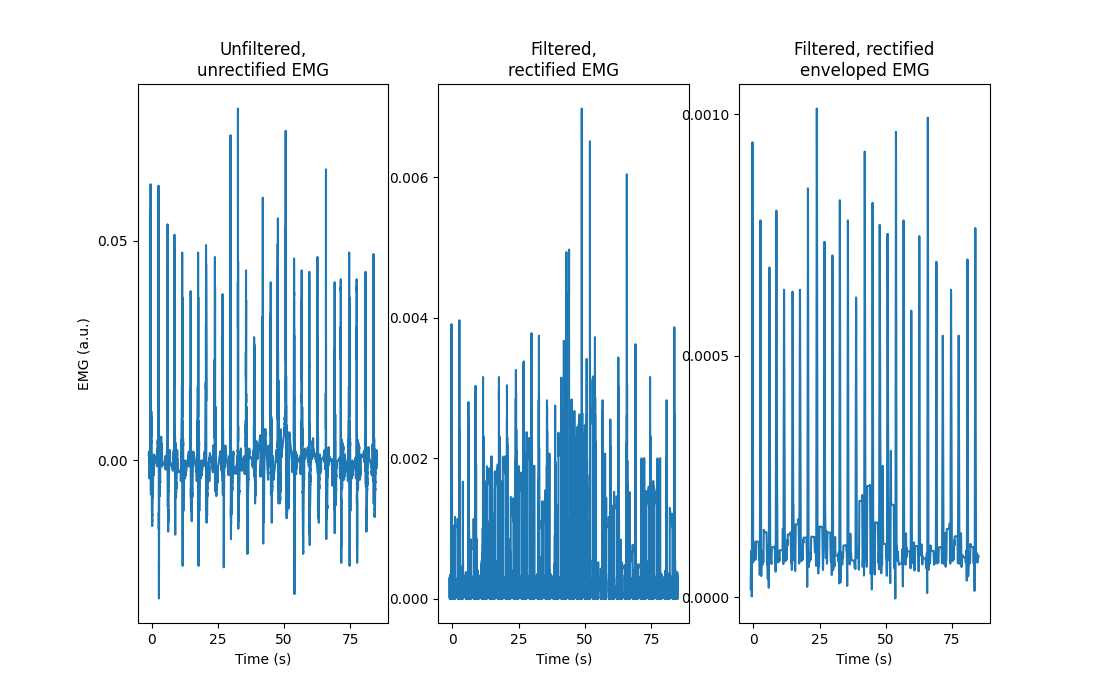 Unfiltered,
unrectified EMG
Filtered,
rectified EMG
Filtered, rectified
enveloped EMG
EMG (a.u.)
0.05
0.00
0.006
0.004
0.002
0.000
0.0010
0.0005
0.0000
0 25 50 75
0 25 50 75
0 25 50 75
Time (s)
Time (s)
Time (s)